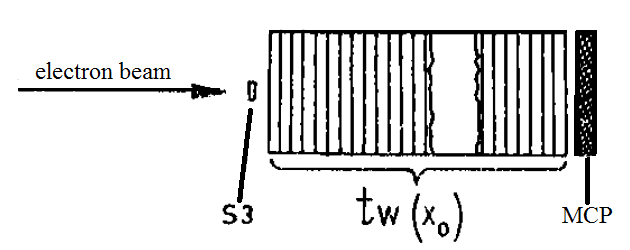 electron beam
S3
tw (x₀)
MCP